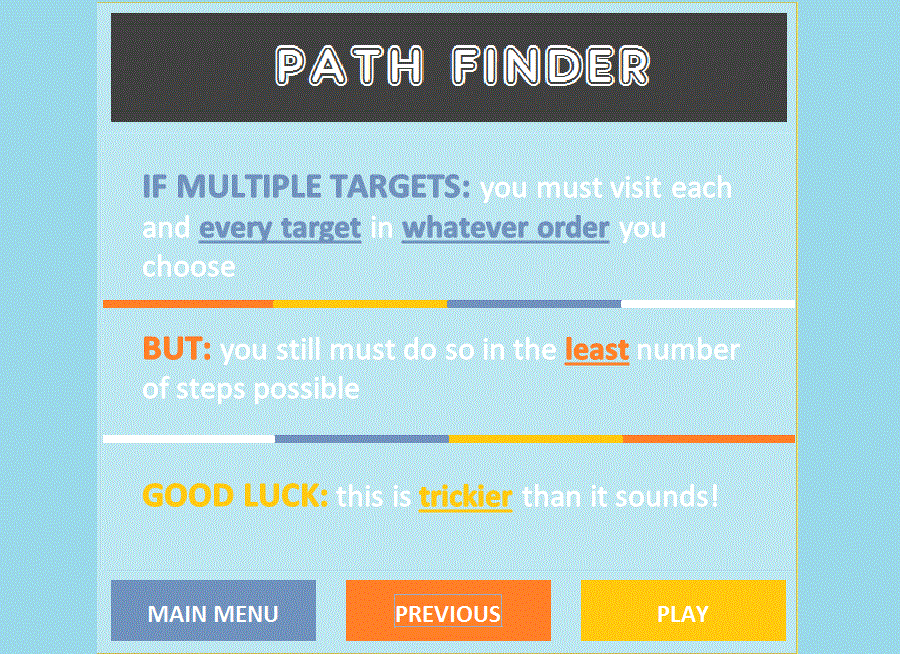 PATH FINDER
IF MULTIPLE TARGETS: you must visit each
and every target in whatever order you
choose
BUT: you still must do so in the least number
of steps possible
GOOD LUCK: this is trickier than it sounds!
MAIN MENU
PREVIOUS
PLAY